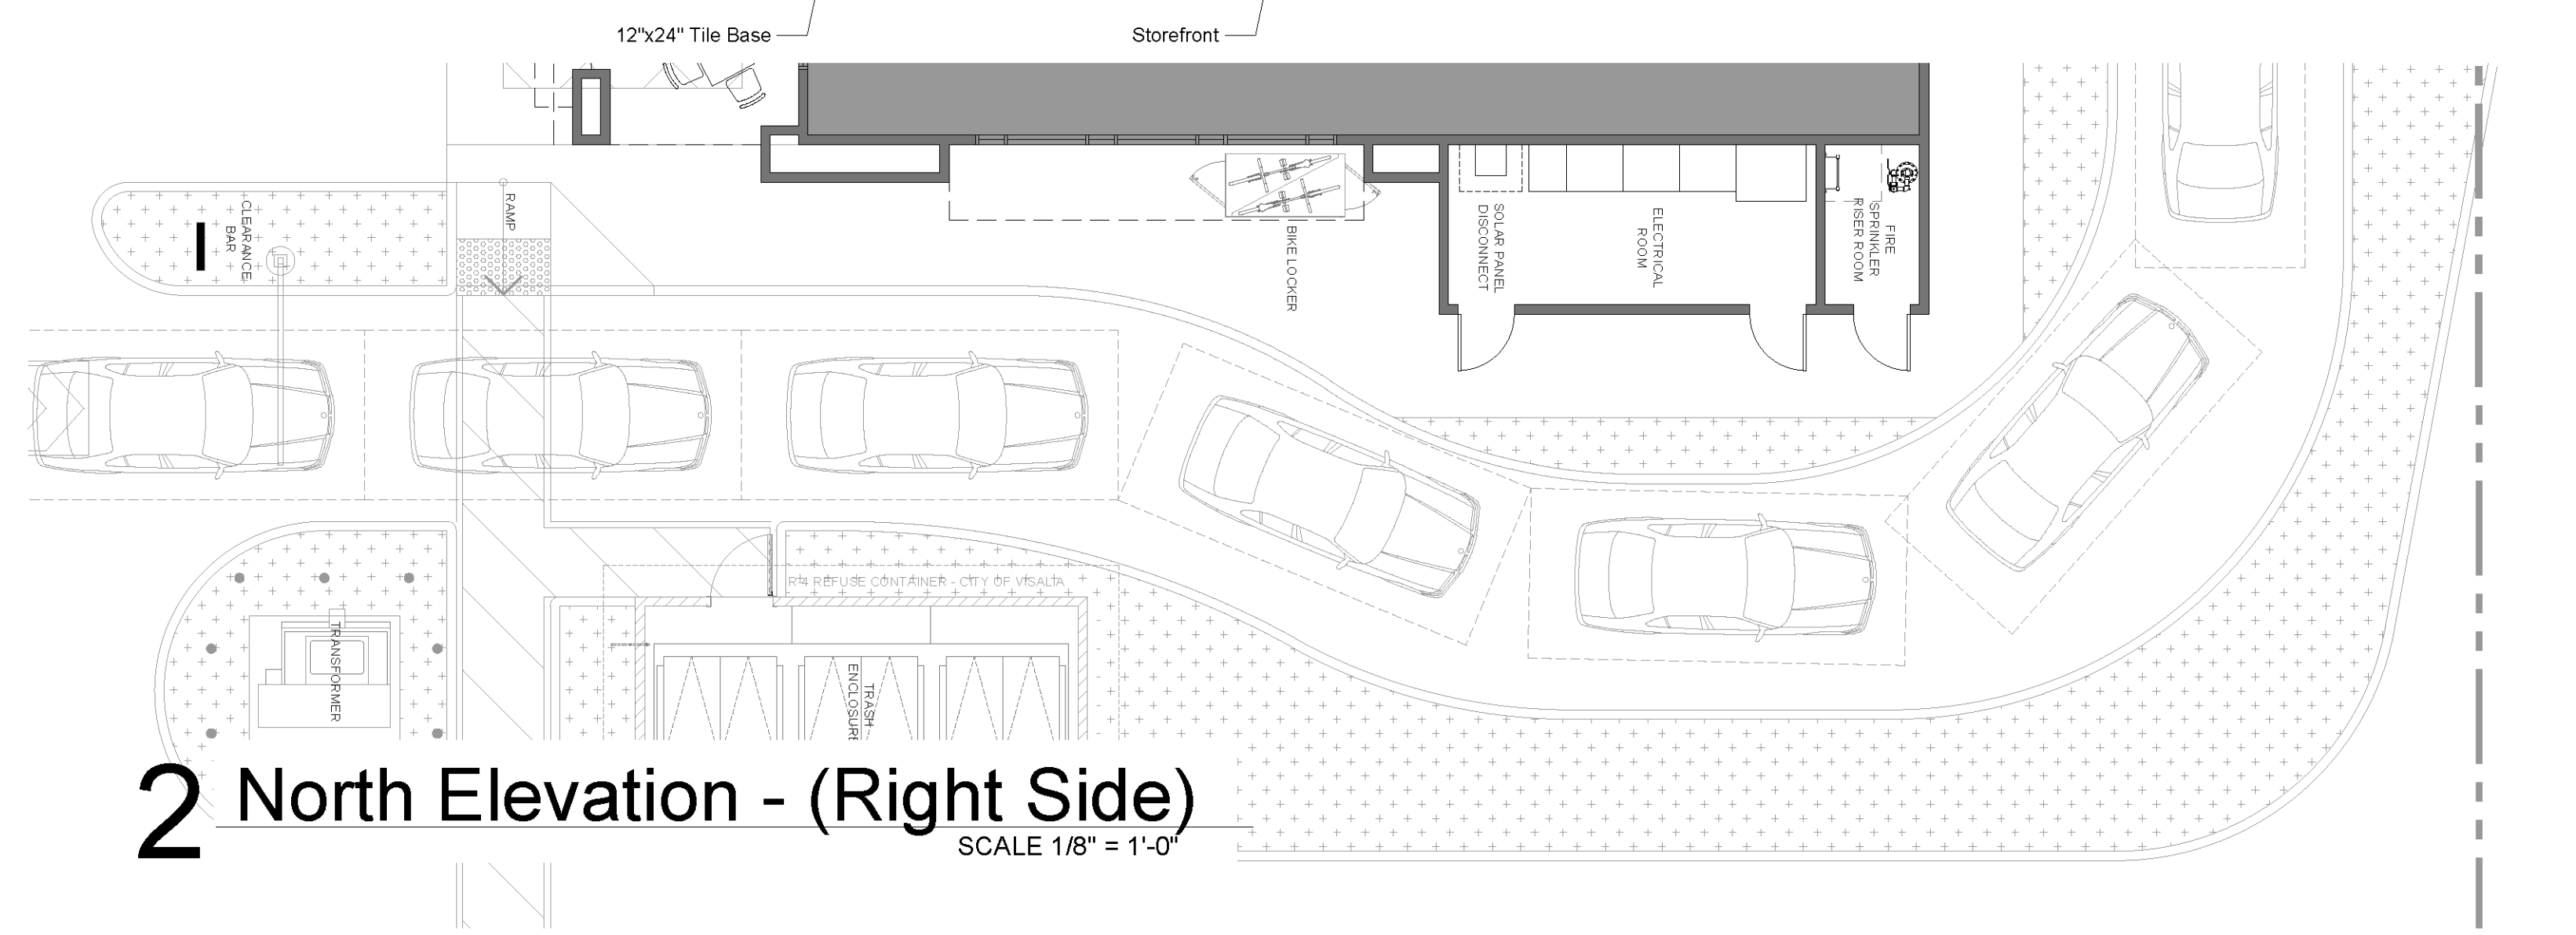 12"x24" Tile Base
Storefront
CLEARANCE
BAR
RAMP
BIKE LOCKER
SOLAR PANEL
DISCONNECT
ELECTRICAL
ROOM
FIRE
SPRINKLER
RISER ROOM
R-4 REFUSE CONTAINER - CITY OF VISALIA
TRANSFORMER
TRASH
ENCLOSURE
2 North Elevation - (Right Side)
SCALE 1/8" = 1'-0"